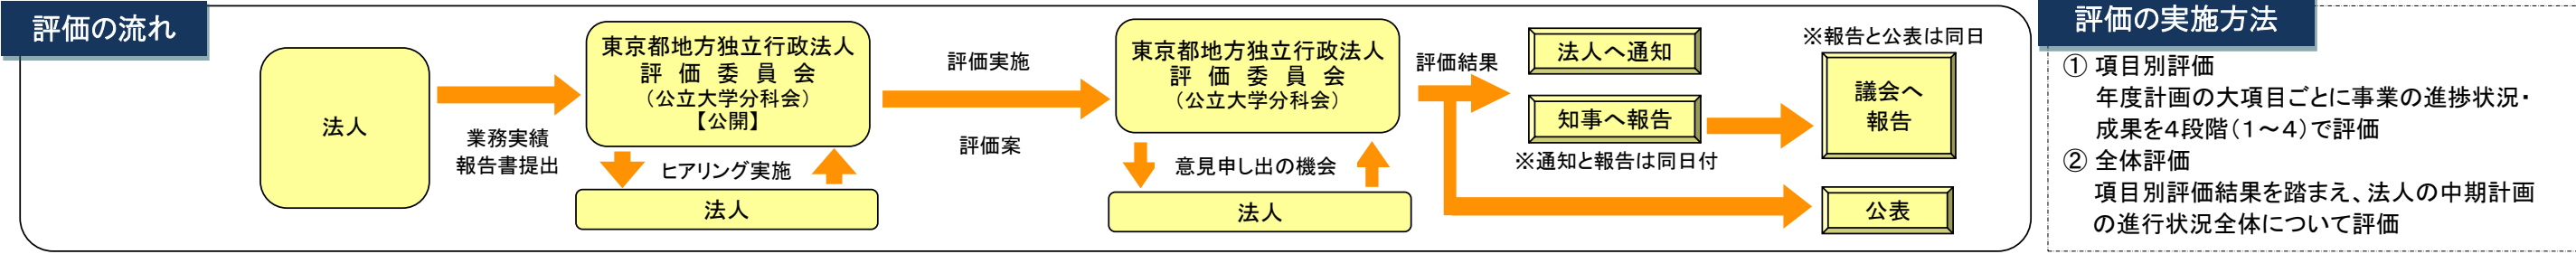 評価の流れ
法人
業務実績
報告書提出
東京都地方独立行政法人
評価委員会
（公立大学分科会）
【公開】
ヒアリング実施
法人
評価実施
評価案
東京都地方独立行政法人
評価委員会
（公立大学分科会）
意見申し出の機会
法人
評価結果
法人へ通知
知事へ報告
※通知と報告は同日付
※報告と公表は同日
議会へ
報告
公表
評価の実施方法
① 項目別評価
年度計画の大項目ごとに事業の進捗状況・
成果を４段階（１～４）で評価
② 全体評価
項目別評価結果を踏まえ、法人の中期計画
の進行状況全体について評価